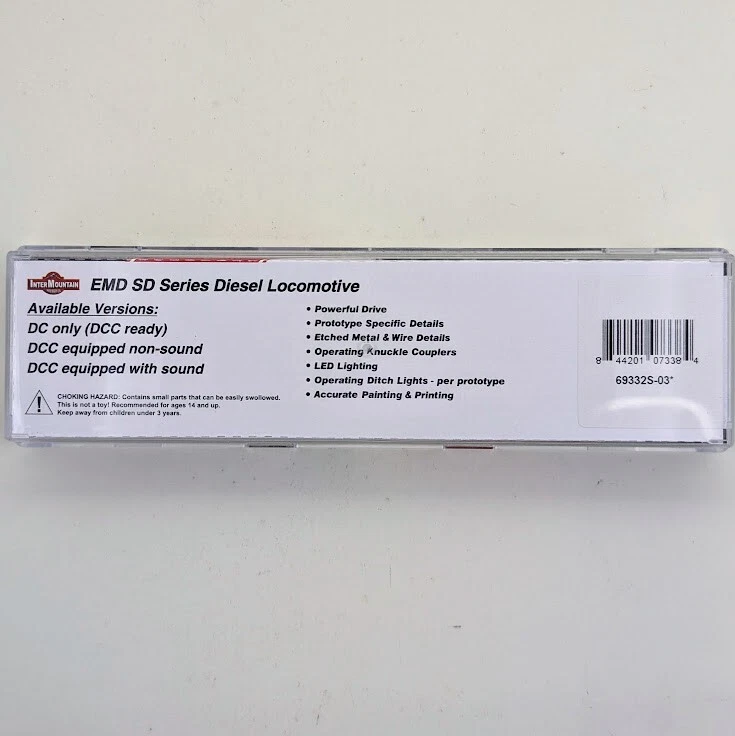 INTERMOUNTAIN
EMD SD Series Diesel Locomotive
Available Versions:
DC only (DCC ready)
DCC equipped non-sound
DCC equipped with sound
CHOKING HAZARD: Contains small parts that can be easily swollowed.
This is not a toy! Recommended for ages 14 and up.
Keep away from children under 3 years.
• Powerful Drive
• Prototype Specific Details
• Etched Metal & Wire Details
• Operating Knuckle Couplers
• LED Lighting
• Operating Ditch Lights - per prototype
• Accurate Painting & Printing
8 44201 07338 4
69332S-03*